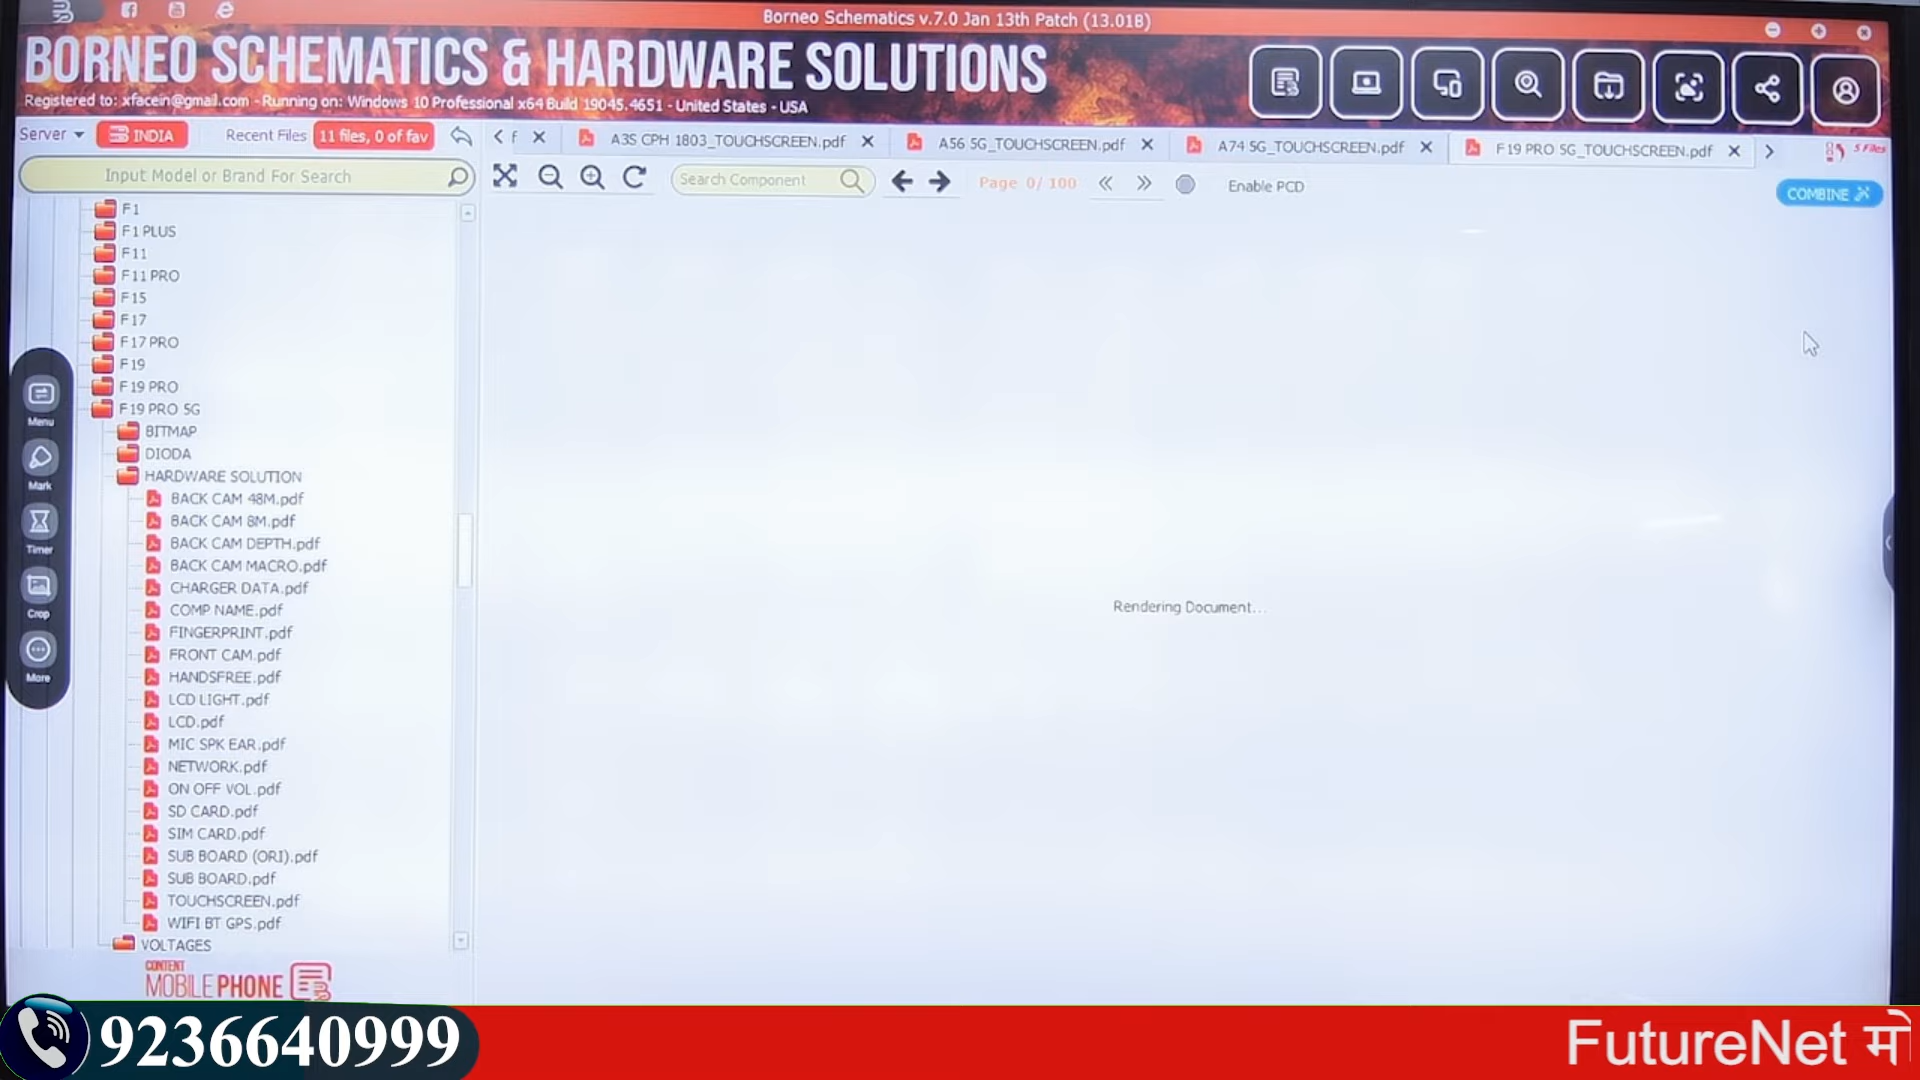 Borneo Schematics v.7.0 Jan 13th Patch (13.01B)
BORNEO SCHEMATICS & HARDWARE SOLUTIONS
Registered to: xfacein@gmail.com - Running on: Windows 10 Professional x64 Build 19045.4651 - United States - USA
Server INDIA Recent Files 11 files, 0 of fav
f A3S CPH 1803_TOUCHSCREEN.pdf A56 5G_TOUCHSCREEN.pdf A74 5G_TOUCHSCREEN.pdf F19 PRO 5G_TOUCHSCREEN.pdf 5 Files
Input Model or Brand For Search
Search Component Page 0/ 100 Enable PCD COMBINE
F1
F1 PLUS
F11
F11 PRO
F15
F17
F17 PRO
F19
F19 PRO
F19 PRO 5G
BITMAP
DIODA
HARDWARE SOLUTION
BACK CAM 48M.pdf
BACK CAM 8M.pdf
BACK CAM DEPTH.pdf
BACK CAM MACRO.pdf
CHARGER DATA.pdf
COMP NAME.pdf
FINGERPRINT.pdf
FRONT CAM.pdf
HANDSFREE.pdf
LCD LIGHT.pdf
LCD.pdf
MIC SPK EAR.pdf
NETWORK.pdf
ON OFF VOL.pdf
SD CARD.pdf
SIM CARD.pdf
SUB BOARD (ORI).pdf
SUB BOARD.pdf
TOUCHSCREEN.pdf
WIFI BT GPS.pdf
VOLTAGES
Menu
Mark
Timer
Crop
More
Rendering Document...
CONTENT
MOBILE PHONE
9236640999
FutureNet मो